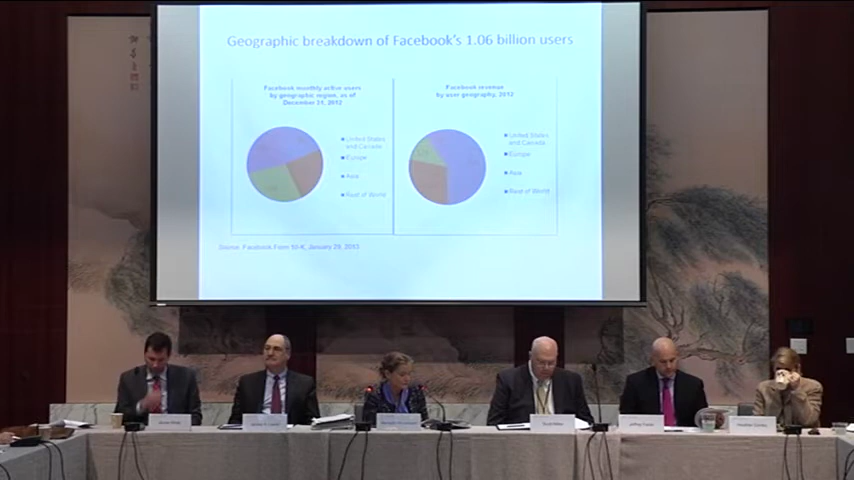 Geographic breakdown of Facebook's 1.06 billion users
Facebook monthly active users
by geographic region, as of
December 31, 2012
United States
and Canada
Europe
Asia
Rest of World
Facebook revenue
by user geography, 2012
United States
and Canada
Europe
Asia
Rest of World
Source: Facebook Form 10-K, January 29, 2013